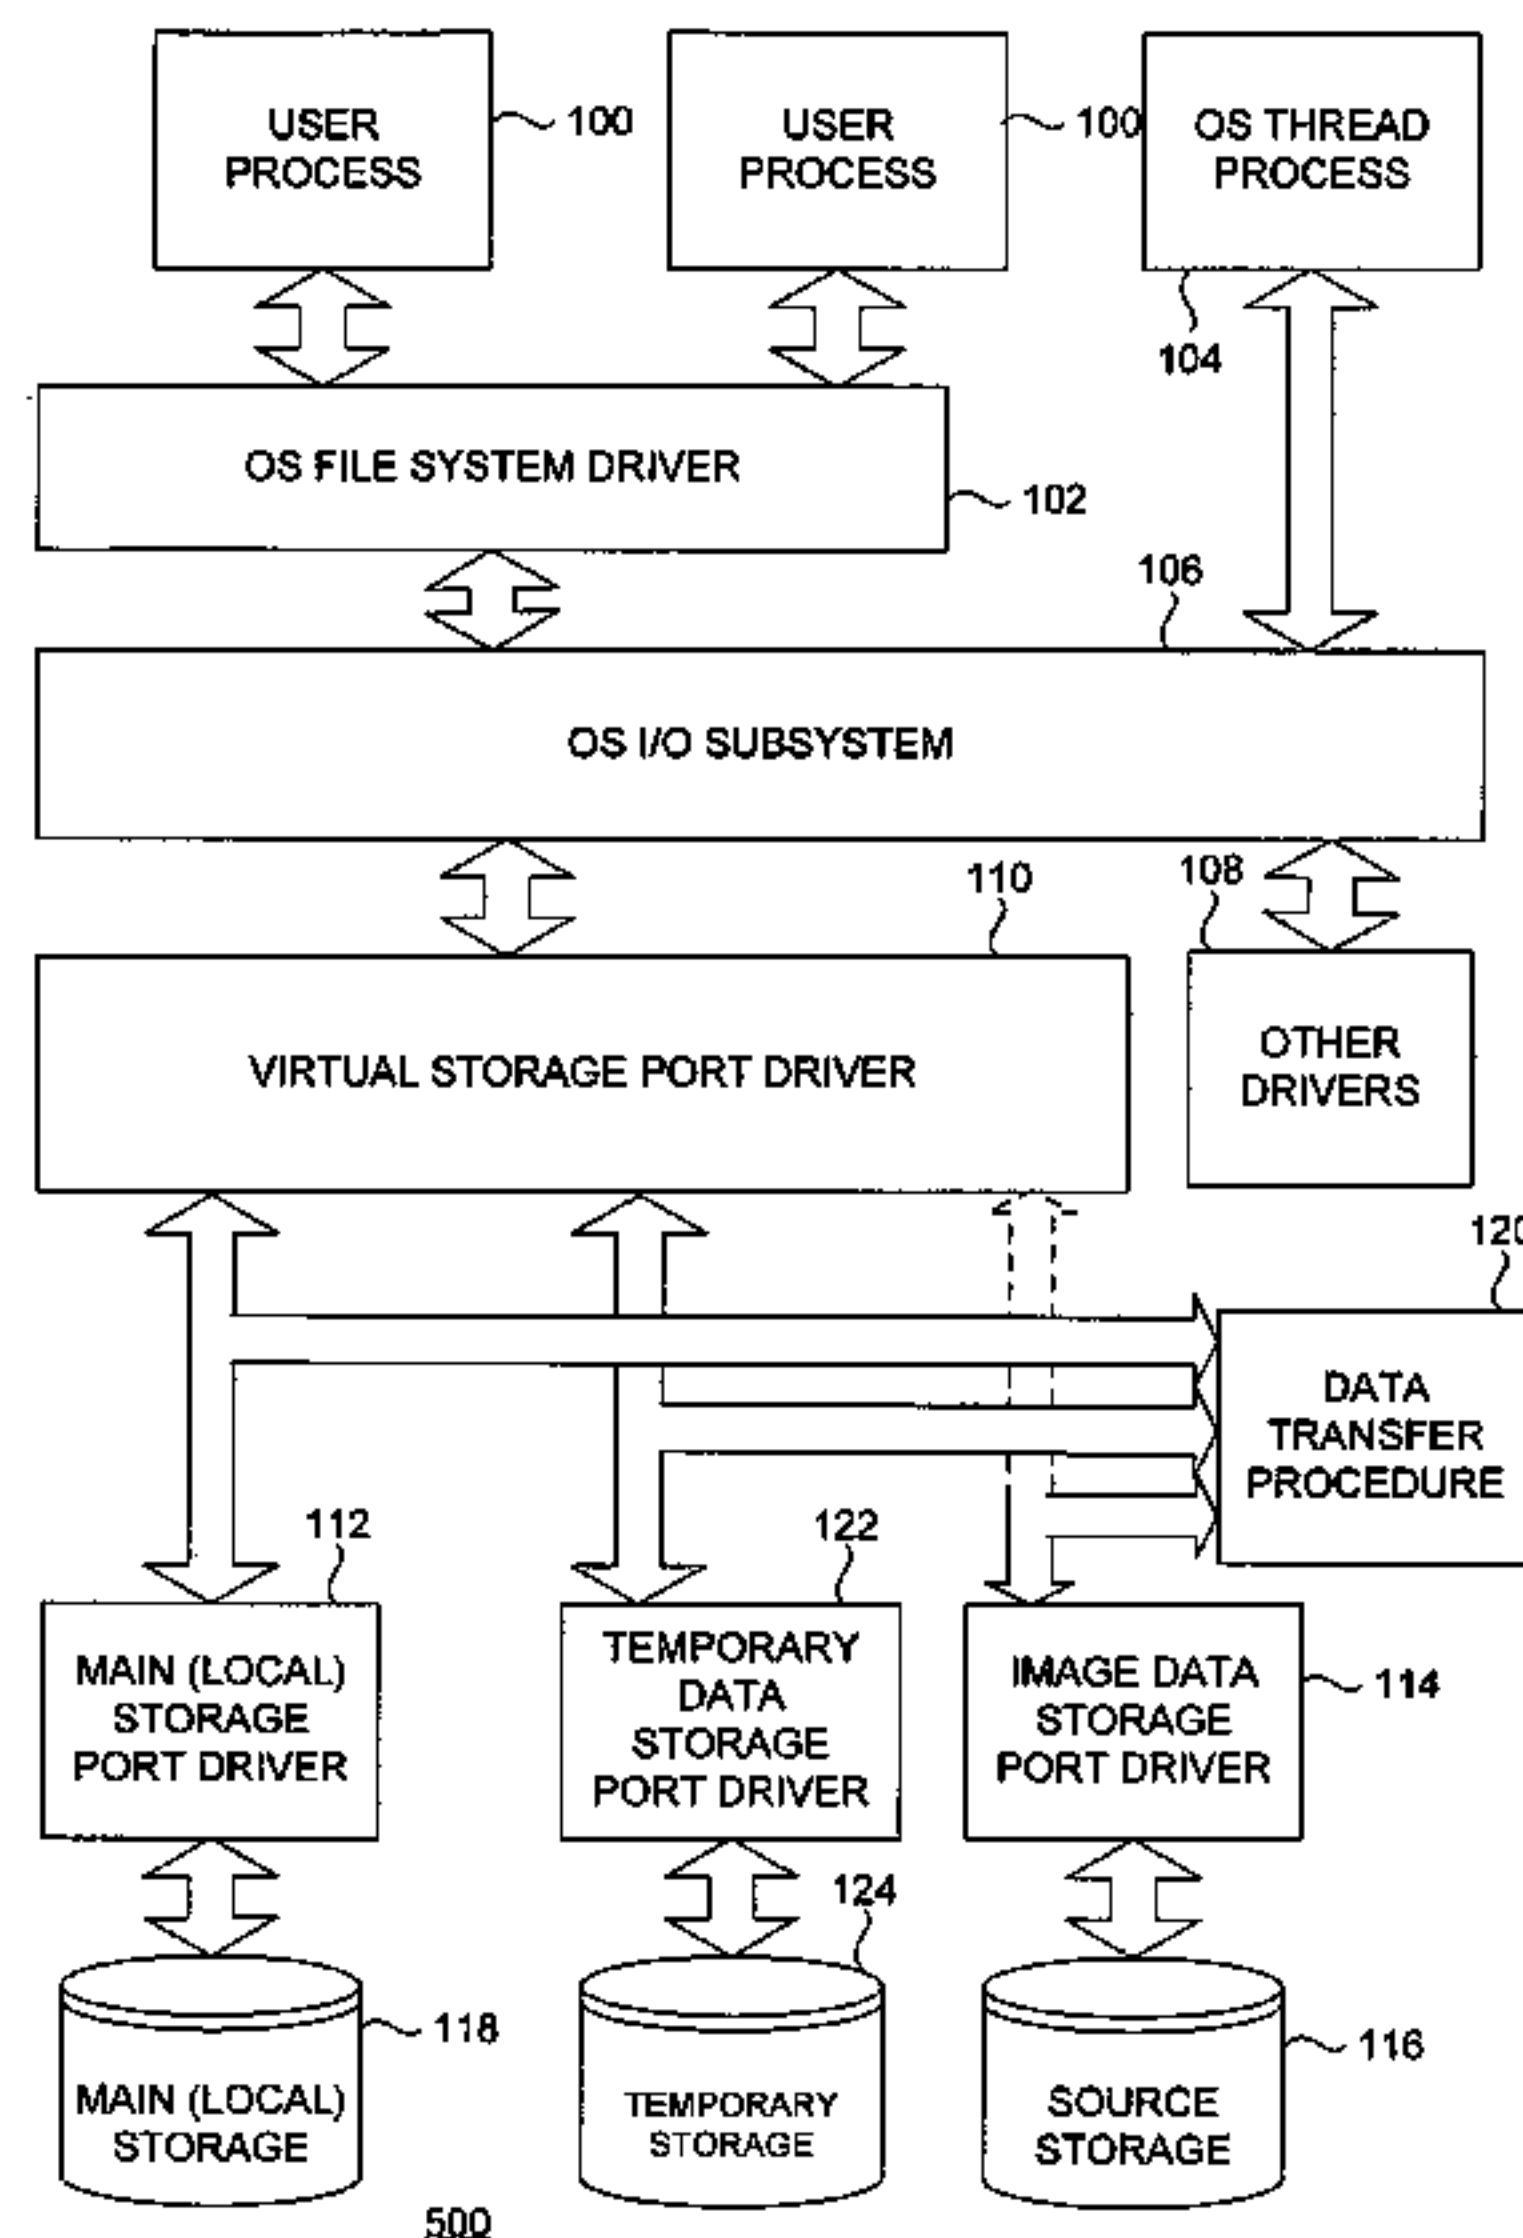 USER
PROCESS
100
USER
PROCESS
100
OS THREAD
PROCESS
104
OS FILE SYSTEM DRIVER
102
106
OS I/O SUBSYSTEM
110
108
VIRTUAL STORAGE PORT DRIVER
OTHER
DRIVERS
120
DATA
TRANSFER
PROCEDURE
112
122
MAIN (LOCAL)
STORAGE
PORT DRIVER
TEMPORARY
DATA
STORAGE
PORT DRIVER
IMAGE DATA
STORAGE
PORT DRIVER
114
124
118
116
MAIN (LOCAL)
STORAGE
TEMPORARY
STORAGE
SOURCE
STORAGE
500